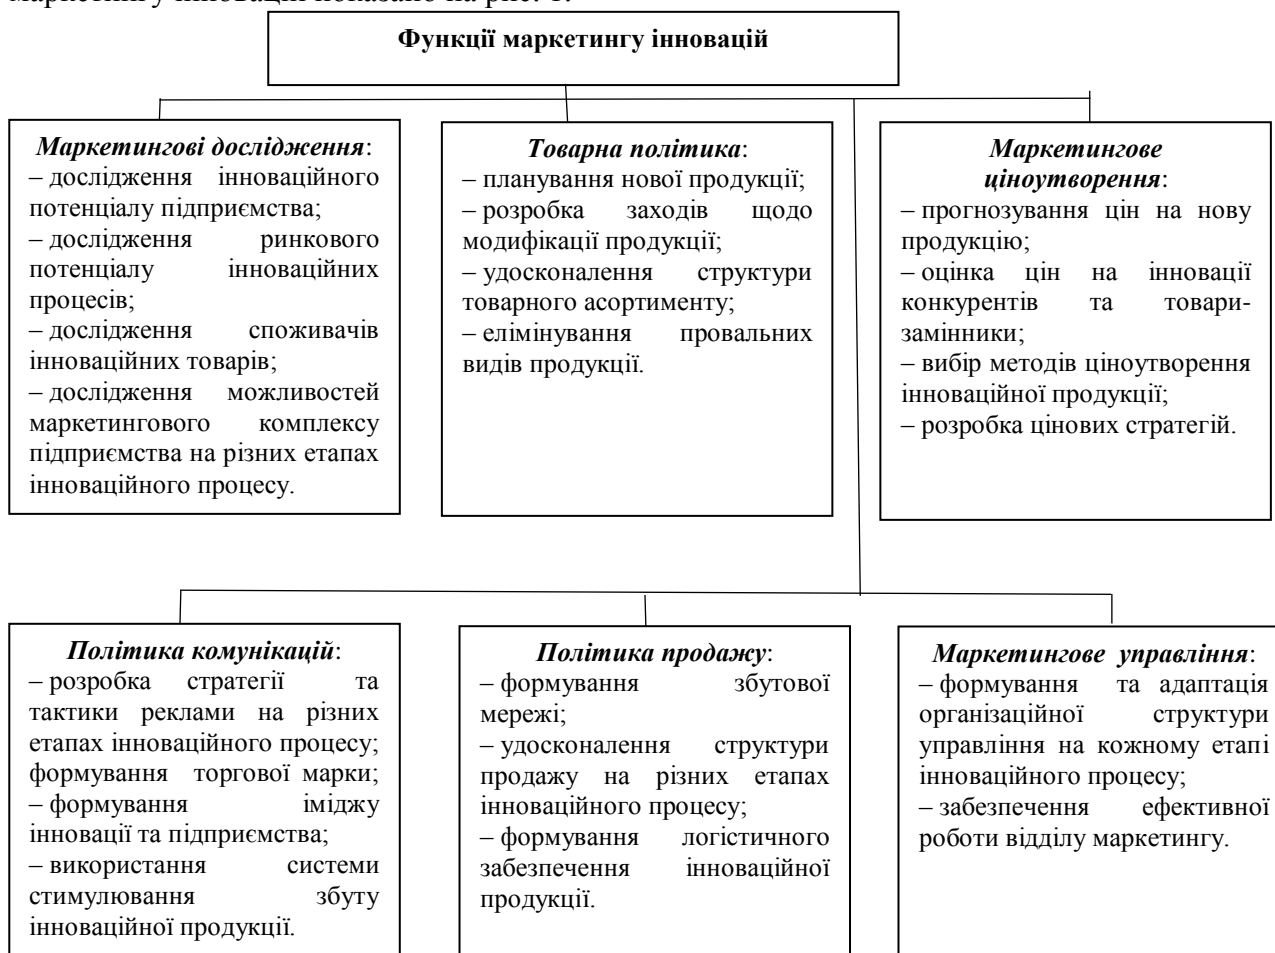 маркетингу інновацій показано на рис. 1.
Функції маркетингу інновацій
Маркетингові дослідження:
– дослідження інноваційного
потенціалу підприємства;
– дослідження ринкового
потенціалу інноваційних
процесів;
– дослідження споживачів
інноваційних товарів;
– дослідження можливостей
маркетингового комплексу
підприємства на різних етапах
інноваційного процесу.
Товарна політика:
– планування нової продукції;
– розробка заходів щодо
модифікації продукції;
– удосконалення структури
товарного асортименту;
– елімінування провальних
видів продукції.
Маркетингове
ціноутворення:
– прогнозування цін на нову
продукцію;
– оцінка цін на інновації
конкурентів та товари-
замінники;
– вибір методів ціноутворення
інноваційної продукції;
– розробка цінових стратегій.
Політика комунікацій:
– розробка стратегії та
тактики реклами на різних
етапах інноваційного процесу;
формування торгової марки;
– формування іміджу
інновації та підприємства;
– використання системи
стимулювання збуту
інноваційної продукції.
Політика продажу:
– формування збутової
мережі;
– удосконалення структури
продажу на різних етапах
інноваційного процесу;
– формування логістичного
забезпечення інноваційної
продукції.
Маркетингове управління:
– формування та адаптація
організаційної структури
управління на кожному етапі
інноваційного процесу;
– забезпечення ефективної
роботи відділу маркетингу.